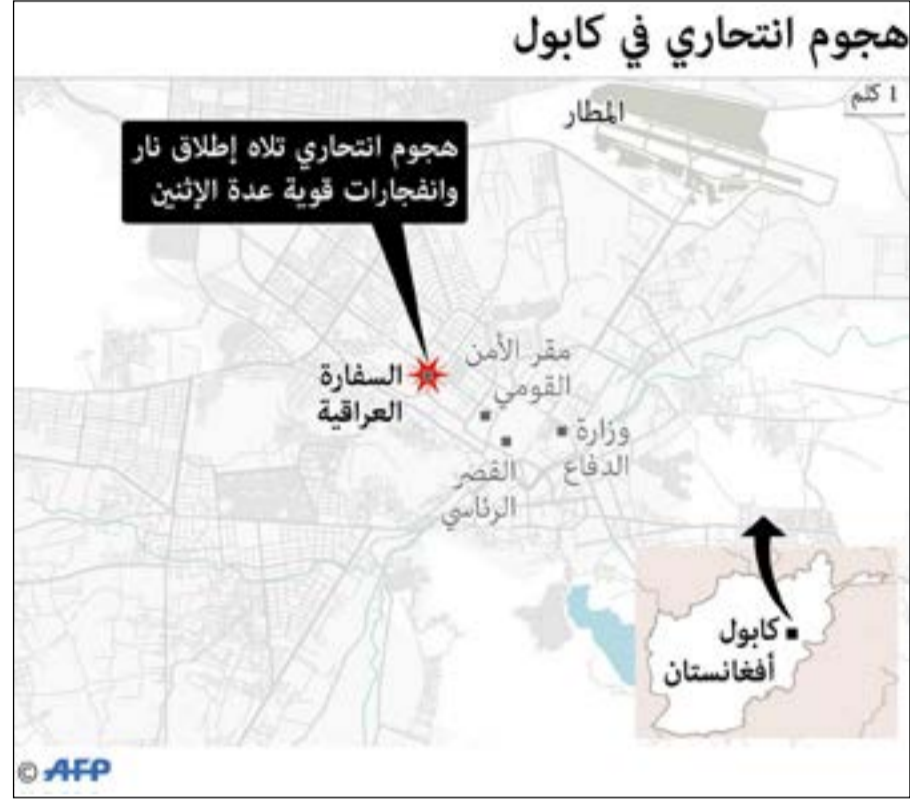 هجوم انتحاري في كابول
1 كلم
المطار
هجوم انتحاري تلاه إطلاق نار
وانفجارات قوية عدة الإثنين
مقر الأمن
القومي
السفارة
العراقية
وزارة
الدفاع
القصر
الرئاسي
كابول
أفغانستان
© AFP